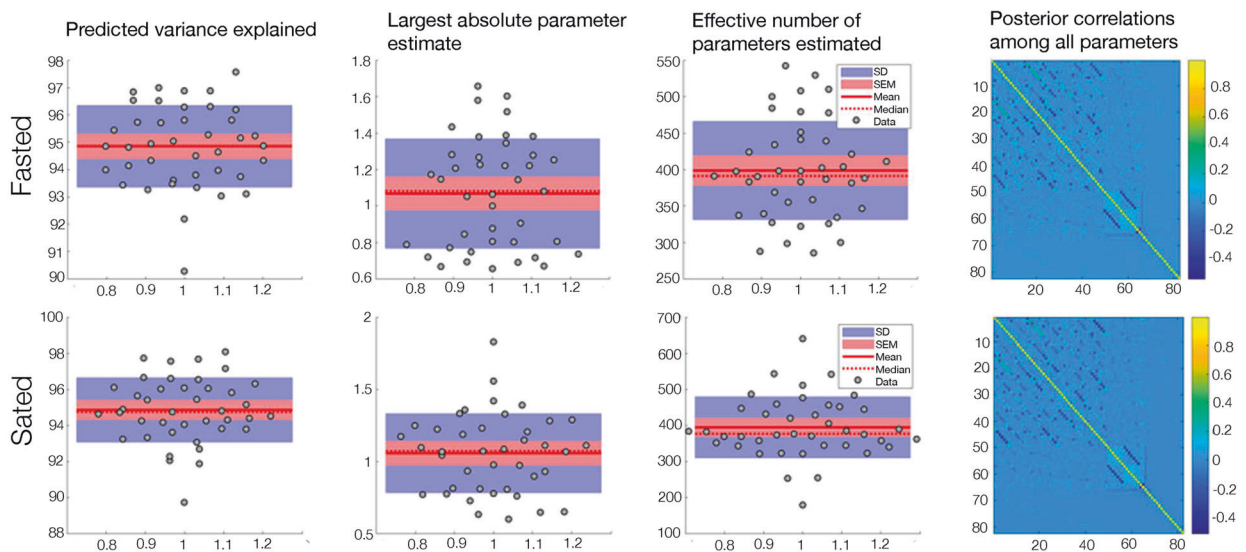 Predicted variance explained
Largest absolute parameter
estimate
Effective number of
parameters estimated
Posterior correlations
among all parameters
Fasted
98
97
96
95
94
93
92
91
90
0.8 0.9 1 1.1 1.2
1.8
1.6
1.4
1.2
1
0.8
0.6
0.8 0.9 1 1.1 1.2
550
500
450
400
350
300
250
0.8 0.9 1 1.1 1.2
SD
SEM
Mean
Median
Data
10
20
30
40
50
60
70
80
20 40 60 80
0.8
0.6
0.4
0.2
0
-0.2
-0.4
Sated
100
98
96
94
92
90
88
0.8 0.9 1 1.1 1.2
2
1.5
1
0.5
0.8 0.9 1 1.1 1.2
700
600
500
400
300
200
100
0.8 0.9 1 1.1 1.2
SD
SEM
Mean
Median
Data
10
20
30
40
50
60
70
80
20 40 60 80
0.8
0.6
0.4
0.2
0
-0.2
-0.4